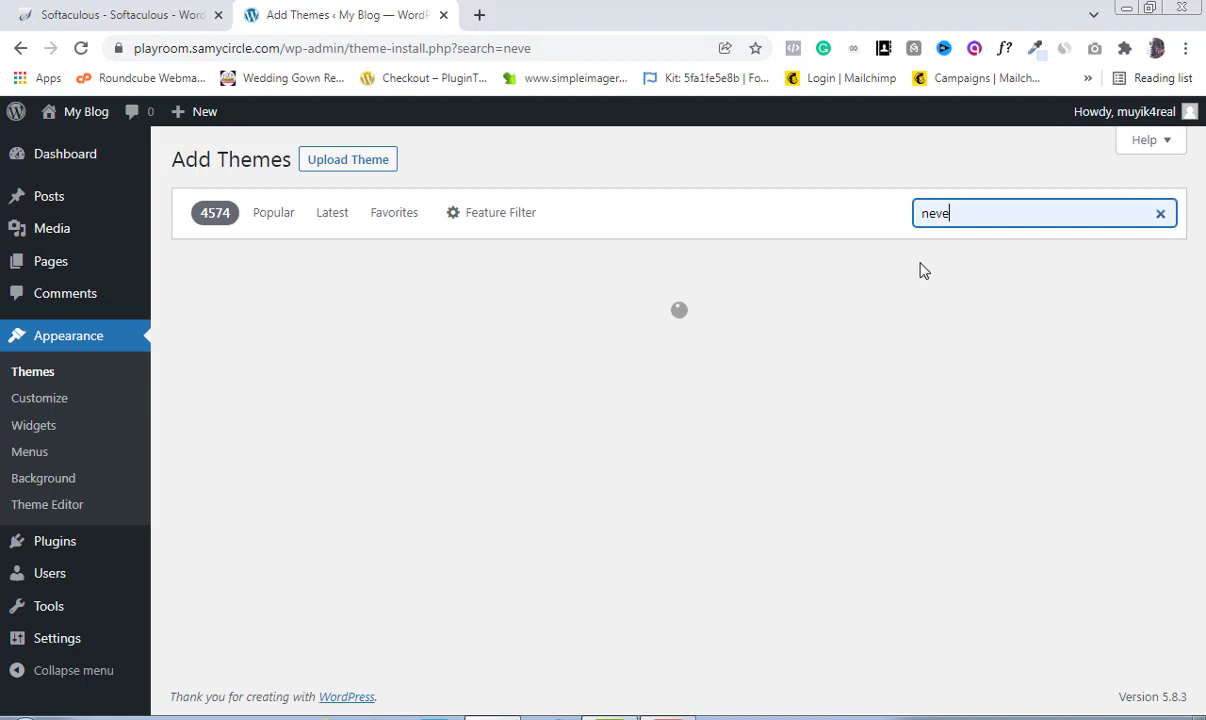 Softaculous - Softaculous - Wor
Add Themes ‹ My Blog — WordP
playroom.samycircle.com/wp-admin/theme-install.php?search=neve
Apps
Roundcube Webma...
Wedding Gown Re...
Checkout – PluginT...
www.simpleimager...
Kit: 5fa1fe5e8b | Fo...
Login | Mailchimp
Campaigns | Mailch...
»
Reading list
My Blog
0
New
Howdy, muyik4real
Help
Dashboard
Posts
Media
Pages
Comments
Appearance
Themes
Customize
Widgets
Menus
Background
Theme Editor
Plugins
Users
Tools
Settings
Collapse menu
Add Themes
Upload Theme
4574
Popular
Latest
Favorites
Feature Filter
neve
Thank you for creating with WordPress.
Version 5.8.3